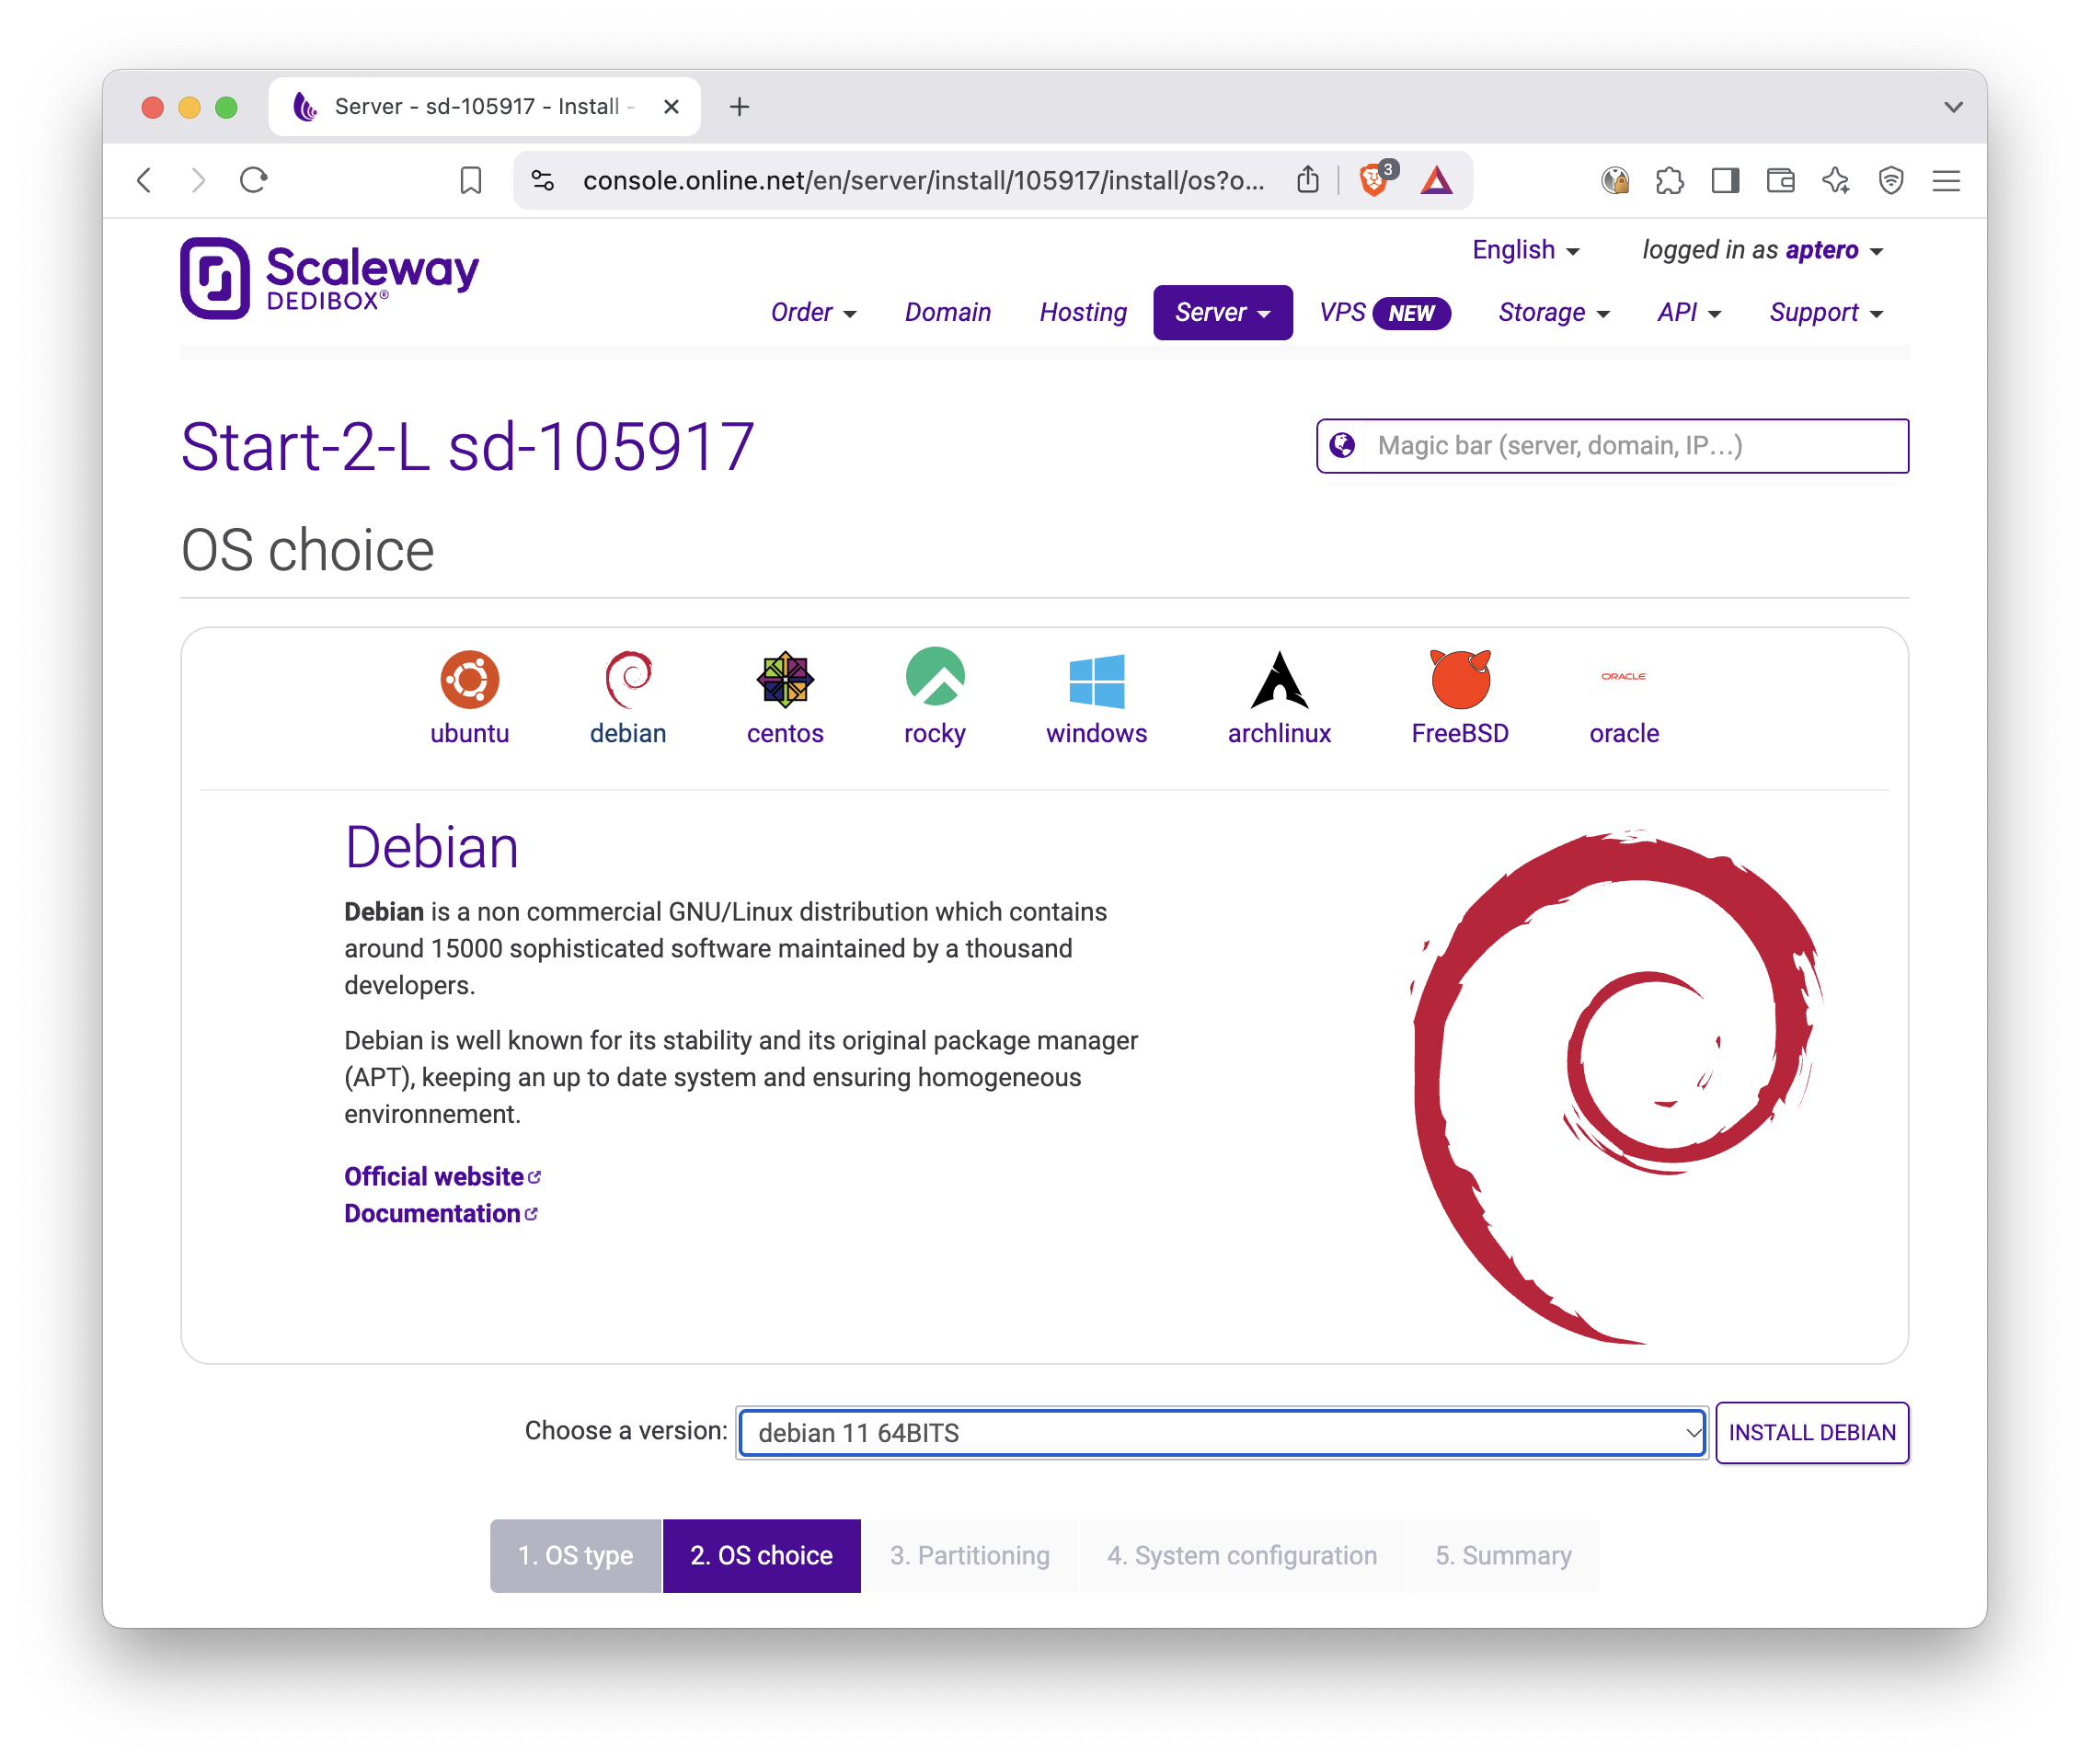 Server - sd-105917 - Install -
console.online.net/en/server/install/105917/install/os?o...
3
Scaleway
DEDIBOX®
English
logged in as aptero
Order
Domain
Hosting
Server
VPS NEW
Storage
API
Support
Start-2-L sd-105917
Magic bar (server, domain, IP...)
OS choice
ORACLE
ubuntu
debian
centos
rocky
windows
archlinux
FreeBSD
oracle
Debian
Debian is a non commercial GNU/Linux distribution which contains
around 15000 sophisticated software maintained by a thousand
developers.
Debian is well known for its stability and its original package manager
(APT), keeping an up to date system and ensuring homogeneous
environnement.
Official website
Documentation
Choose a version:
debian 11 64BITS
INSTALL DEBIAN
1. OS type
2. OS choice
3. Partitioning
4. System configuration
5. Summary